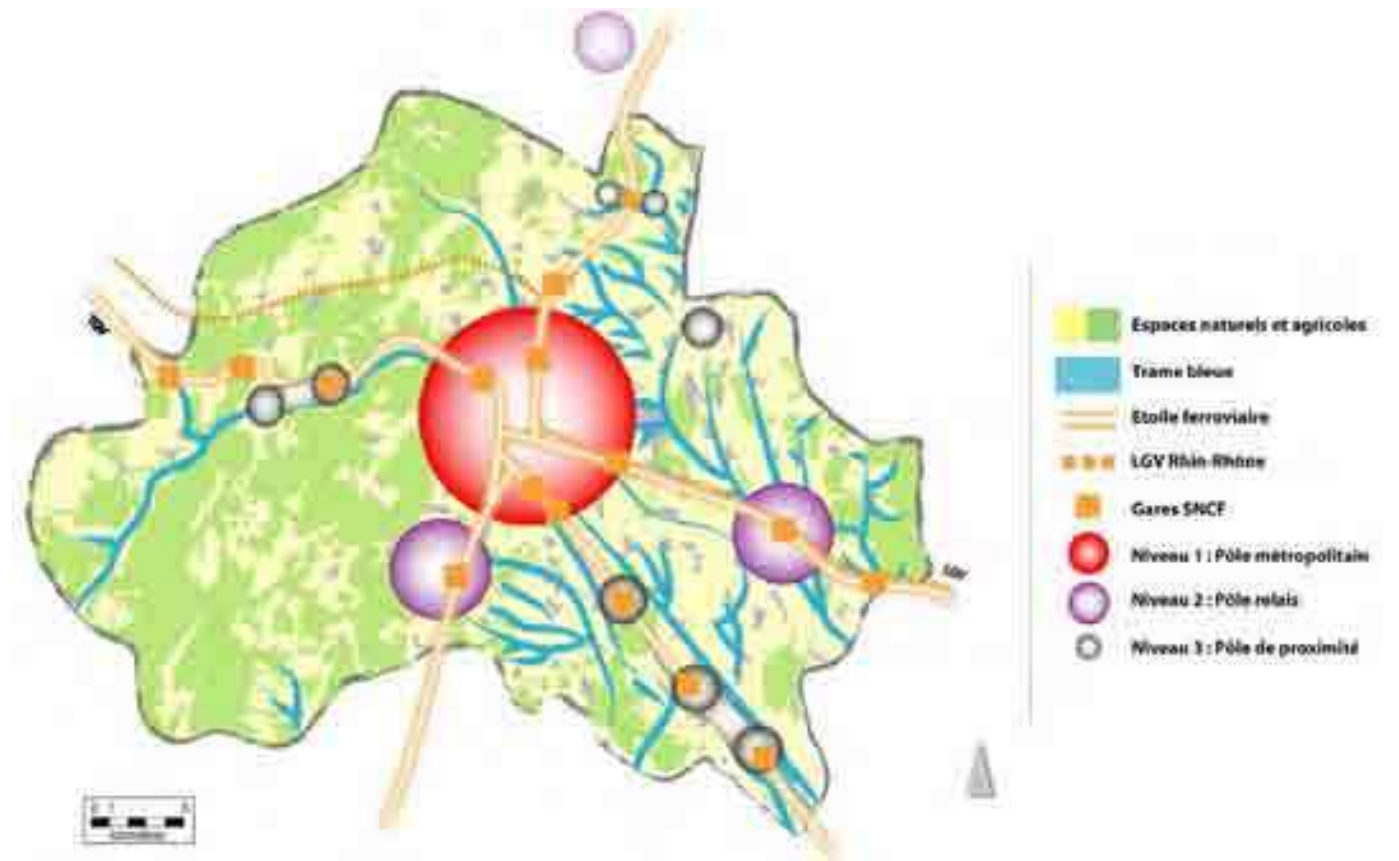 Espaces naturels et agricoles
Trame bleue
Etoile ferroviaire
LGV Rhin-Rhône
Gares SNCF
Niveau 1 : Pôle métropolitain
Niveau 2 : Pôle relais
Niveau 3 : Pôle de proximité